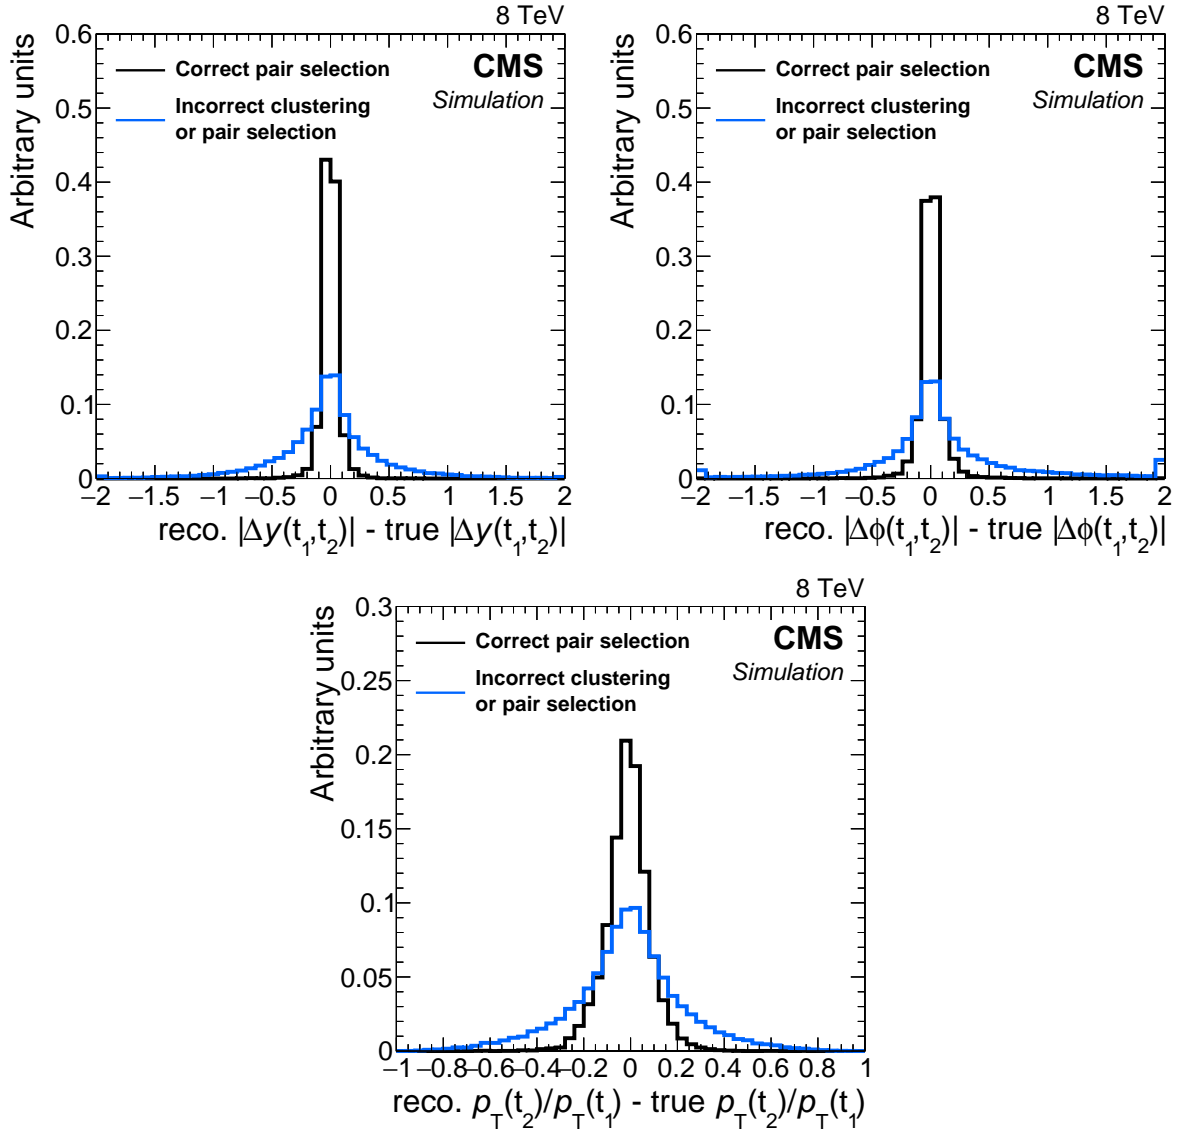 8 TeV
Arbitrary units
0.6
0.5
0.4
0.3
0.2
0.1
0
Correct pair selection
Incorrect clustering
or pair selection
CMS
Simulation
−2 −1.5 −1 −0.5 0 0.5 1 1.5 2
reco. |Δy(t1,t2)| - true |Δy(t1,t2)|
8 TeV
Arbitrary units
0.6
0.5
0.4
0.3
0.2
0.1
0
Correct pair selection
Incorrect clustering
or pair selection
CMS
Simulation
−2 −1.5 −1 −0.5 0 0.5 1 1.5 2
reco. |Δϕ(t1,t2)| - true |Δϕ(t1,t2)|
8 TeV
Arbitrary units
0.3
0.25
0.2
0.15
0.1
0.05
0
Correct pair selection
Incorrect clustering
or pair selection
CMS
Simulation
−1 −0.8 −0.6 −0.4 −0.2 0 0.2 0.4 0.6 0.8 1
reco. pT(t2)/pT(t1) - true pT(t2)/pT(t1)